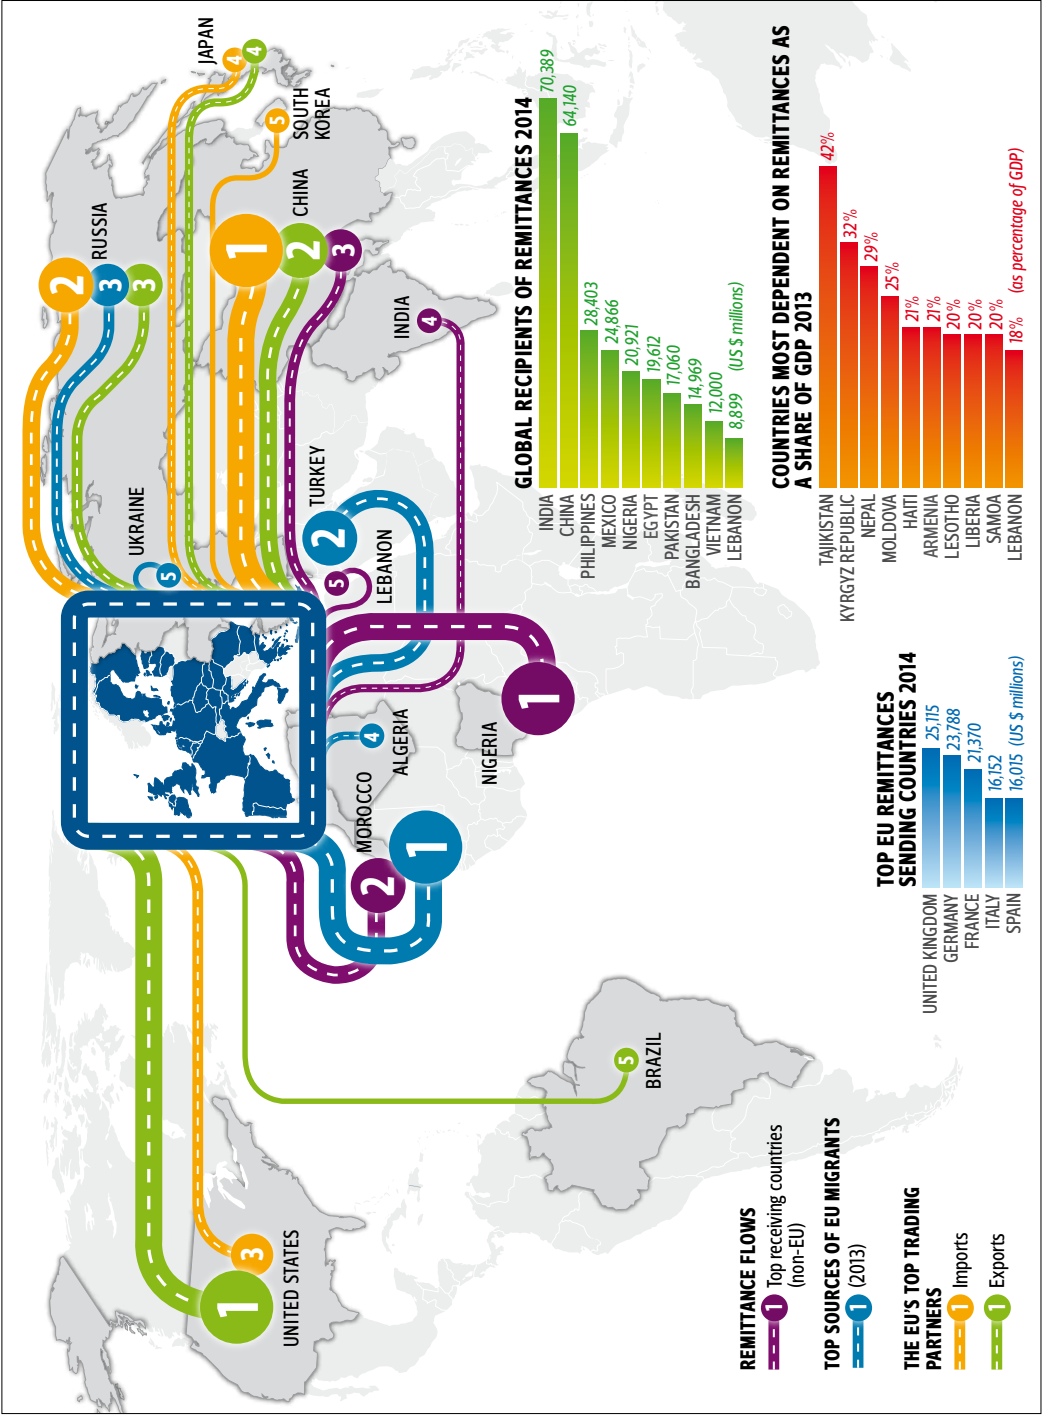 JAPAN
4
4
SOUTH
KOREA
5
RUSSIA
2
3
3
CHINA
1
2
3
INDIA
4
UKRAINE
5
TURKEY
2
LEBANON
5
ALGERIA
4
NIGERIA
1
MOROCCO
2
1
UNITED STATES
1
3
BRAZIL
5
REMITTANCE FLOWS
1 Top receiving countries
(non-EU)
TOP SOURCES OF EU MIGRANTS
1 (2013)
THE EU'S TOP TRADING
PARTNERS
1 Imports
1 Exports
TOP EU REMITTANCES
SENDING COUNTRIES 2014
UNITED KINGDOM 25,115
GERMANY 23,788
FRANCE 21,370
ITALY 16,152
SPAIN 16,015 (US $ millions)
GLOBAL RECIPIENTS OF REMITTANCES 2014
INDIA 70,389
CHINA 64,140
PHILIPPINES 28,403
MEXICO 24,866
NIGERIA 20,921
EGYPT 19,612
PAKISTAN 17,060
BANGLADESH 14,969
VIETNAM 12,000
LEBANON 8,899 (US $ millions)
COUNTRIES MOST DEPENDENT ON REMITTANCES AS
A SHARE OF GDP 2013
TAJIKISTAN 42%
KYRGYZ REPUBLIC 32%
NEPAL 29%
MOLDOVA 25%
HAITI 21%
ARMENIA 21%
LESOTHO 20%
LIBERIA 20%
SAMOA 20%
LEBANON 18% (as percentage of GDP)